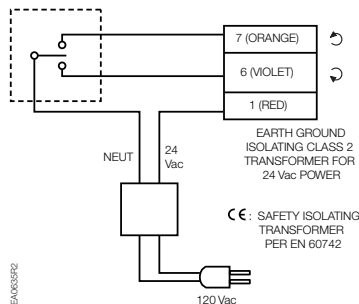 7 (ORANGE)
6 (VIOLET)
1 (RED)
NEUT
24
Vac
EARTH GROUND
ISOLATING CLASS 2
TRANSFORMER FOR
24 Vac POWER
CE: SAFETY ISOLATING
TRANSFORMER
PER EN 60742
120 Vac
EA0635R2